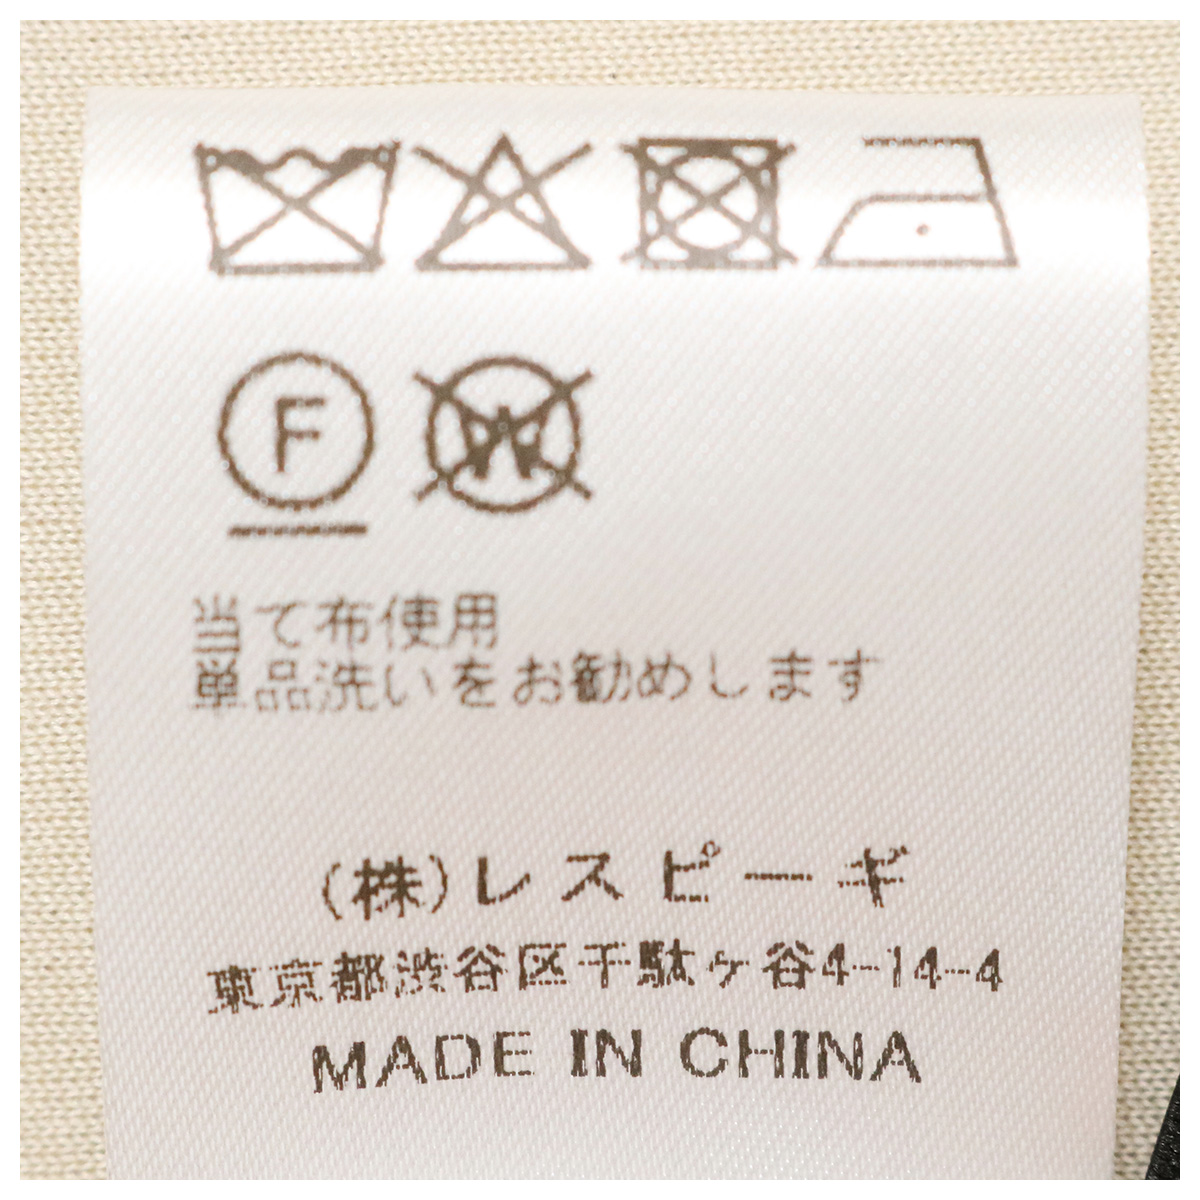 F
W
当て布使用
単品洗いをお勧めします
(株)レスピーギ
東京都渋谷区千駄ヶ谷4-14-4
MADE IN CHINA